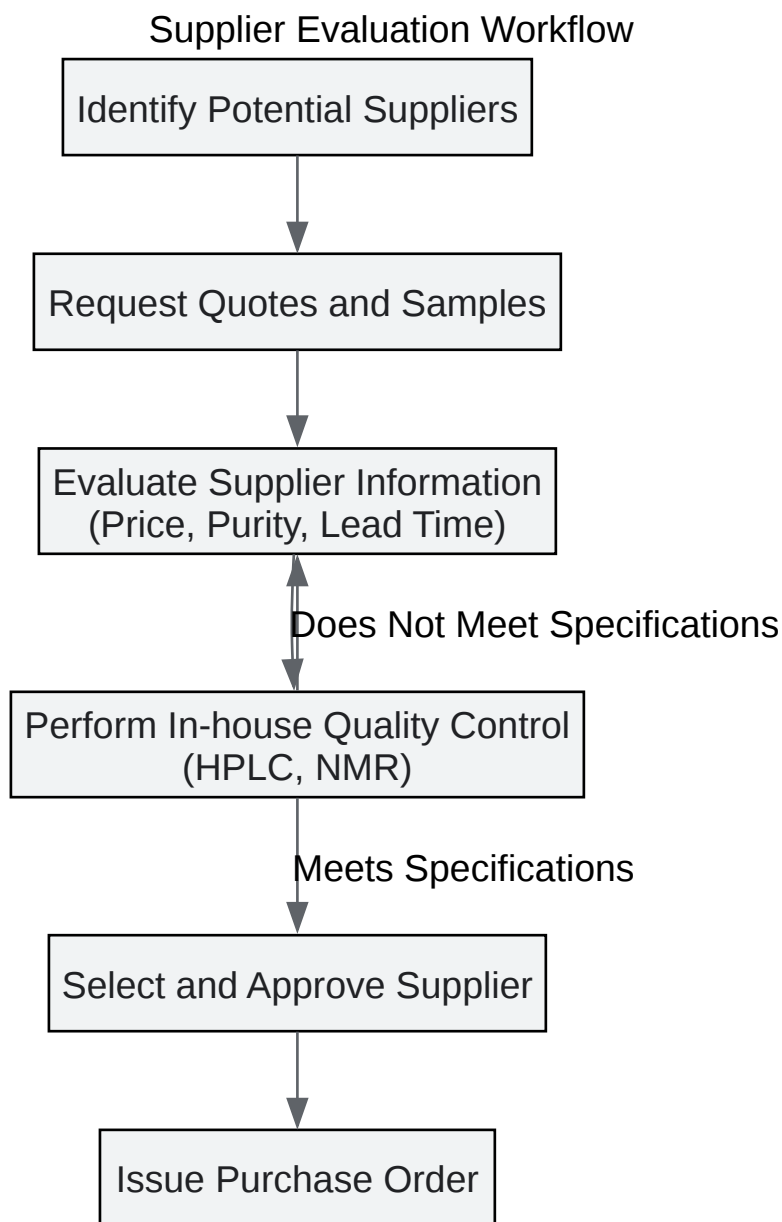 Supplier Evaluation Workflow
Identify Potential Suppliers
Request Quotes and Samples
Evaluate Supplier Information
(Price, Purity, Lead Time)
Does Not Meet Specifications
Perform In-house Quality Control
(HPLC, NMR)
Meets Specifications
Select and Approve Supplier
Issue Purchase Order